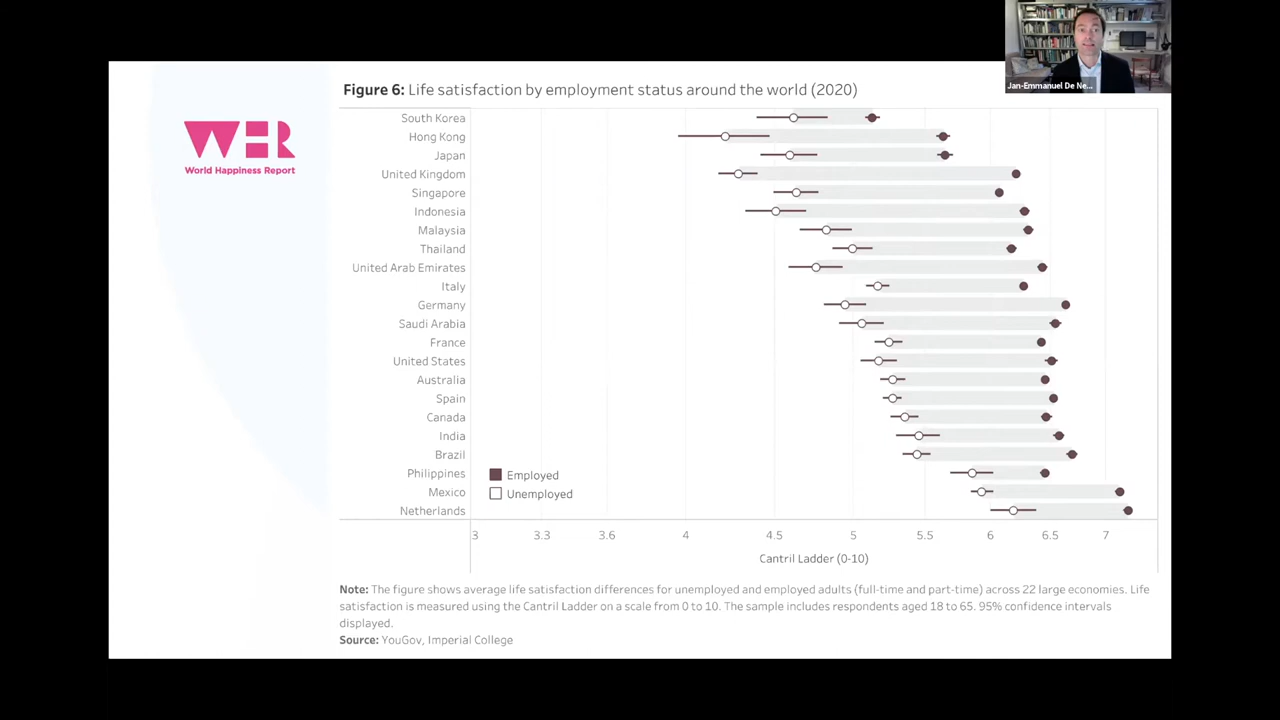 Jan-Emmanuel De Ne...
Figure 6: Life satisfaction by employment status around the world (2020)
WHR
World Happiness Report
South Korea
Hong Kong
Japan
United Kingdom
Singapore
Indonesia
Malaysia
Thailand
United Arab Emirates
Italy
Germany
Saudi Arabia
France
United States
Australia
Spain
Canada
India
Brazil
Philippines
Mexico
Netherlands
Employed
Unemployed
3 3.3 3.6 4 4.5 5 5.5 6 6.5 7
Cantril Ladder (0-10)
Note: The figure shows average life satisfaction differences for unemployed and employed adults (full-time and part-time) across 22 large economies. Life
satisfaction is measured using the Cantril Ladder on a scale from 0 to 10. The sample includes respondents aged 18 to 65. 95% confidence intervals
displayed.
Source: YouGov, Imperial College